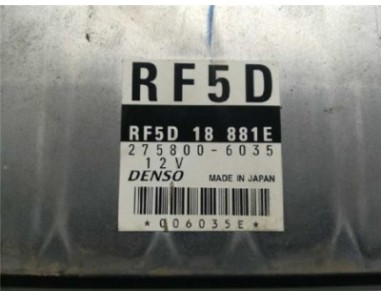 RF5D
RF5D 18 881E
275800-6035
12V
DENSO MADE IN JAPAN
*006035E*